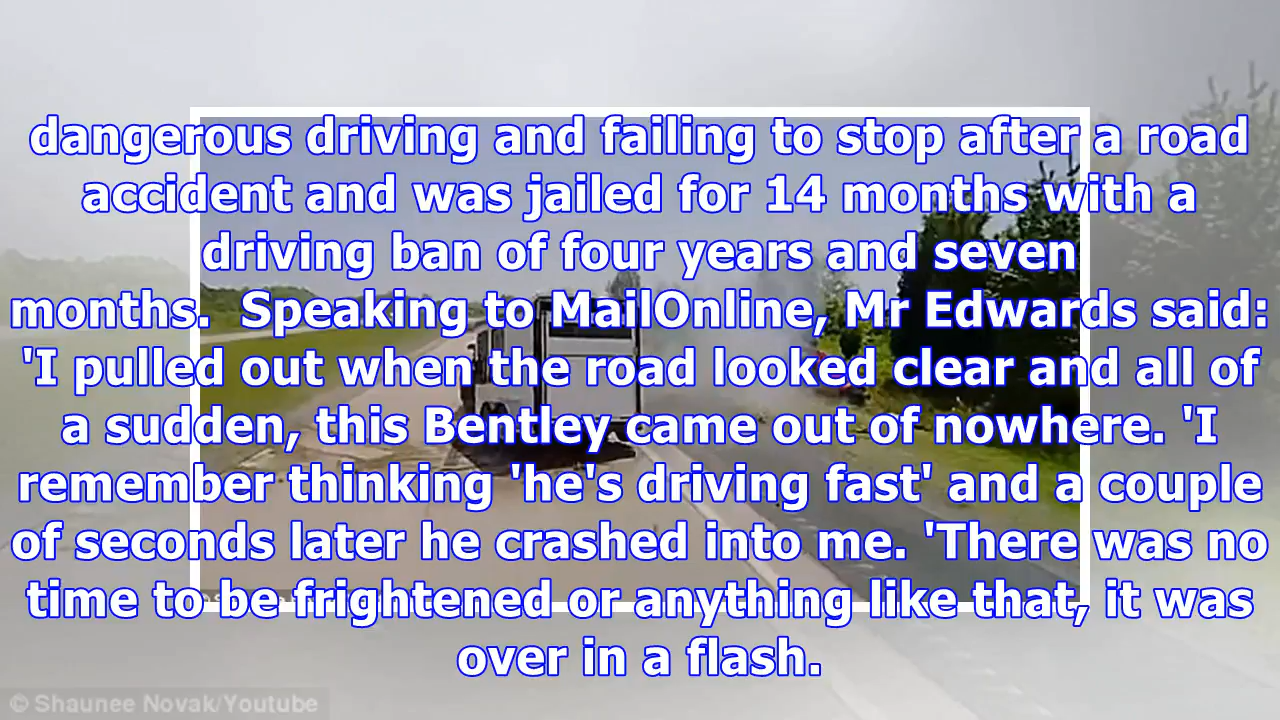 dangerous driving and failing to stop after a road
accident and was jailed for 14 months with a
driving ban of four years and seven
months.  Speaking to MailOnline, Mr Edwards said:
'I pulled out when the road looked clear and all of
a sudden, this Bentley came out of nowhere. 'I
remember thinking 'he's driving fast' and a couple
of seconds later he crashed into me. 'There was no
time to be frightened or anything like that, it was
over in a flash.
© Shaunee Novak/Youtube